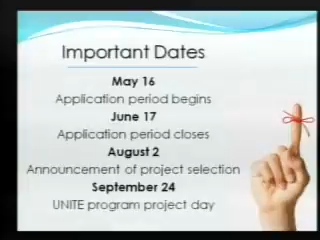 Important Dates
May 16
Application period begins
June 17
Application period closes
August 2
Announcement of project selection
September 24
UNITE program project day